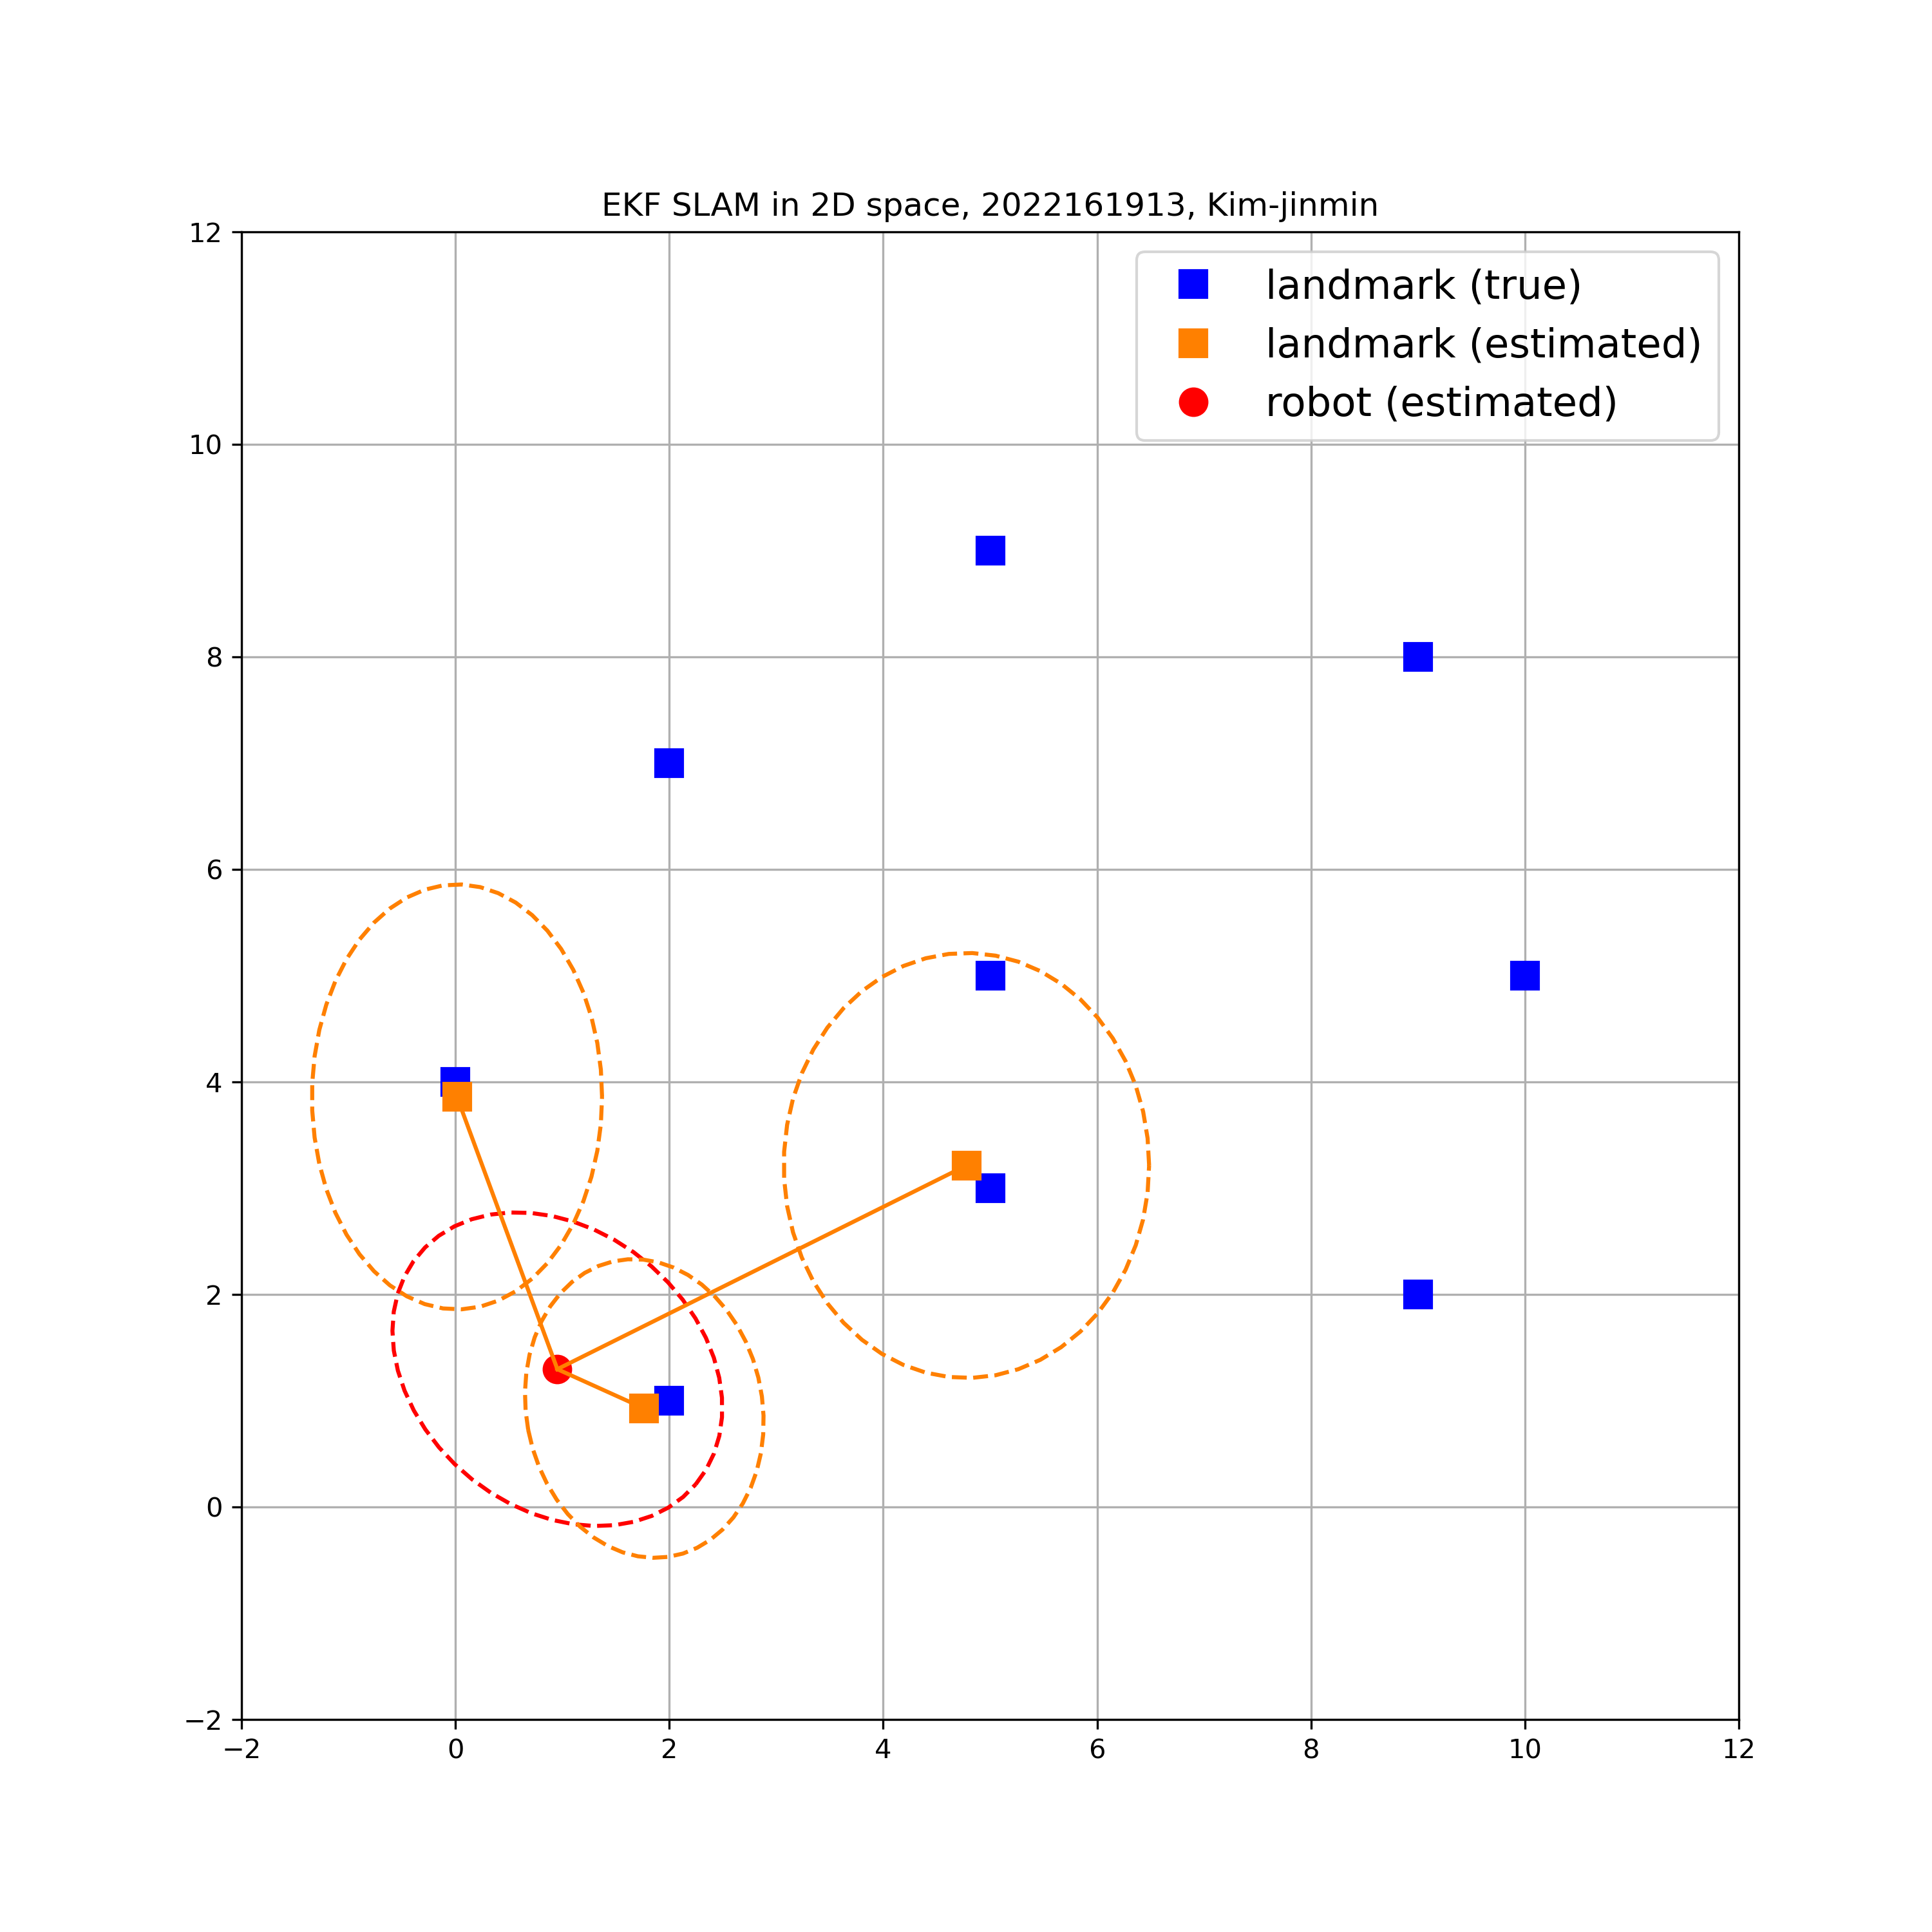 EKF SLAM in 2D space, 2022161913, Kim-jinmin
landmark (true)
landmark (estimated)
robot (estimated)
12
10
8
6
4
2
0
−2
−2 0 2 4 6 8 10 12